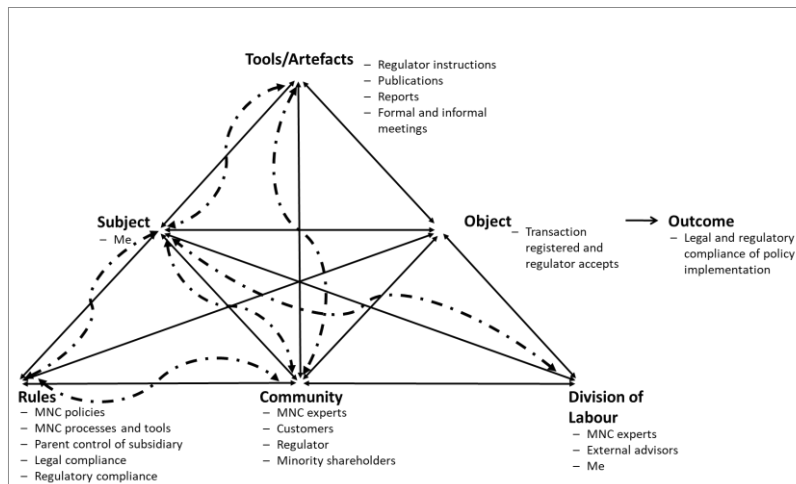 Tools/Artefacts
– Regulator instructions
– Publications
– Reports
– Formal and informal
meetings
Subject
– Me
Object
– Transaction
registered and
regulator accepts
Outcome
– Legal and regulatory
compliance of policy
implementation
Rules
– MNC policies
– MNC processes and tools
– Parent control of subsidiary
– Legal compliance
– Regulatory compliance
Community
– MNC experts
– Customers
– Regulator
– Minority shareholders
Division of
Labour
– MNC experts
– External advisors
– Me